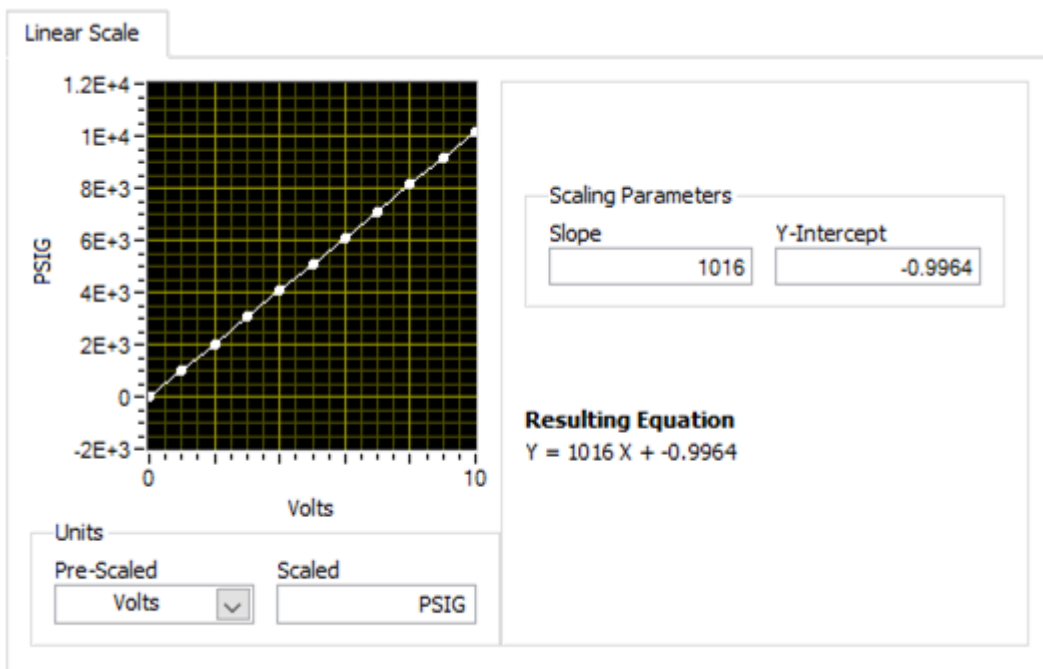 Linear Scale
1.2E+4
1E+4
8E+3
6E+3
4E+3
2E+3
0
-2E+3
PSIG
0
10
Volts
Scaling Parameters
Slope
Y-Intercept
1016
-0.9964
Resulting Equation
Y = 1016 X + -0.9964
Units
Pre-Scaled
Scaled
Volts
PSIG